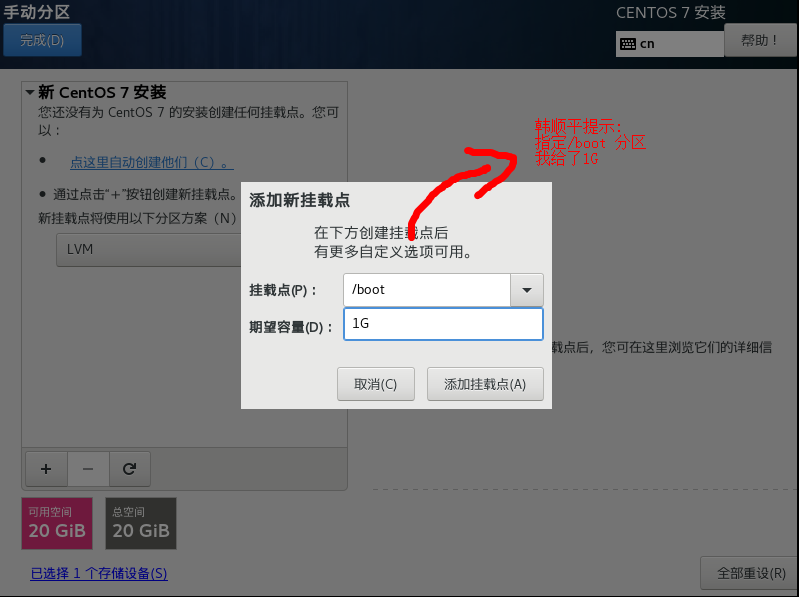 手动分区
CENTOS 7 安装
完成(D)
cn
帮助！
新 CentOS 7 安装
您还没有为 CentOS 7 的安装创建任何挂载点。您可
以：
点这里自动创建他们（C）。
通过点击“+”按钮创建新挂载点。
新挂载点将使用以下分区方案（N）
LVM
韩顺平提示:
指定/boot 分区
我给了1G
添加新挂载点
在下方创建挂载点后
有更多自定义选项可用。
挂载点(P)：
/boot
期望容量(D)：
1G
取消(C)
添加挂载点(A)
载点后，您可在这里浏览它们的详细信
+
−
可用空间
20 GiB
总空间
20 GiB
已选择 1 个存储设备(S)
全部重设(R)